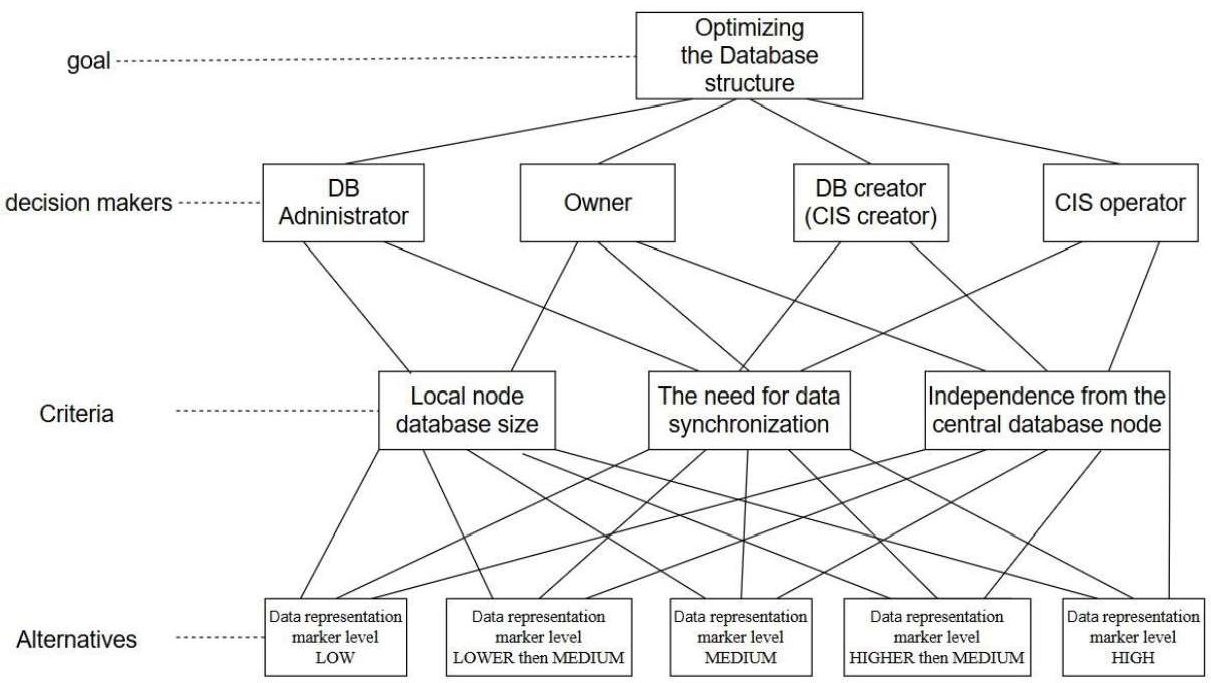 Optimizing
the Database
structure
goal
decision makers
DB
Adninistrator
Owner
DB creator
(CIS creator)
CIS operator
Criteria
Local node
database size
The need for data
synchronization
Independence from the
central database node
Alternatives
Data representation
marker level
LOW
Data representation
marker level
LOWER then MEDIUM
Data representation
marker level
MEDIUM
Data representation
marker level
HIGHER then MEDIUM
Data representation
marker level
HIGH